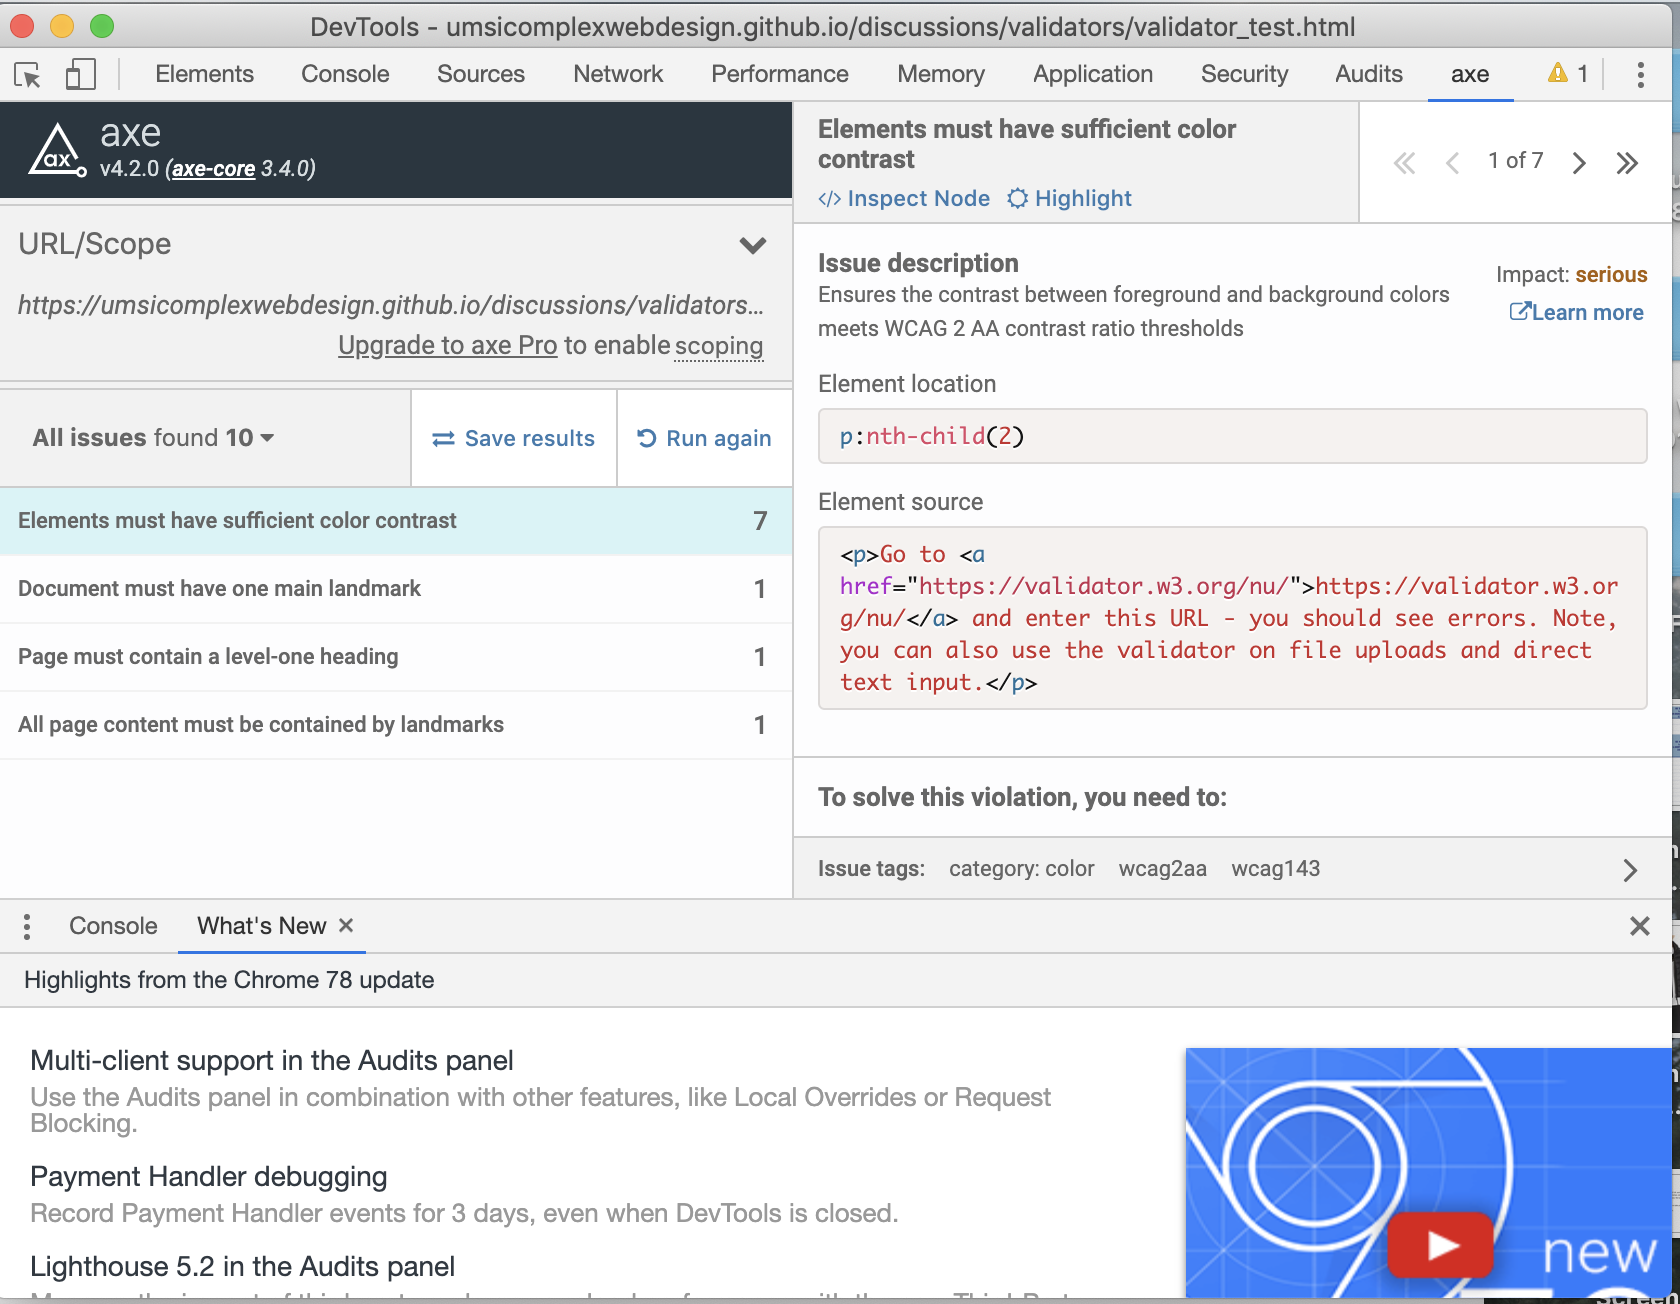 DevTools - umsicomplexwebdesign.github.io/discussions/validators/validator_test.html
Elements Console Sources Network Performance Memory Application Security Audits axe 1
ax axe
v4.2.0 (axe-core 3.4.0)
URL/Scope
https://umsicomplexwebdesign.github.io/discussions/validators...
Upgrade to axe Pro to enable scoping
All issues found 10 Save results Run again
Elements must have sufficient color contrast 7
Document must have one main landmark 1
Page must contain a level-one heading 1
All page content must be contained by landmarks 1
Elements must have sufficient color
contrast
</> Inspect Node Highlight
1 of 7
Issue description
Ensures the contrast between foreground and background colors
meets WCAG 2 AA contrast ratio thresholds
Impact: serious
Learn more
Element location
p:nth-child(2)
Element source
<p>Go to <a
href="https://validator.w3.org/nu/">https://validator.w3.or
g/nu/</a> and enter this URL - you should see errors. Note,
you can also use the validator on file uploads and direct
text input.</p>
To solve this violation, you need to:
Issue tags: category: color wcag2aa wcag143
Console What's New
Highlights from the Chrome 78 update
Multi-client support in the Audits panel
Use the Audits panel in combination with other features, like Local Overrides or Request
Blocking.
Payment Handler debugging
Record Payment Handler events for 3 days, even when DevTools is closed.
Lighthouse 5.2 in the Audits panel
new